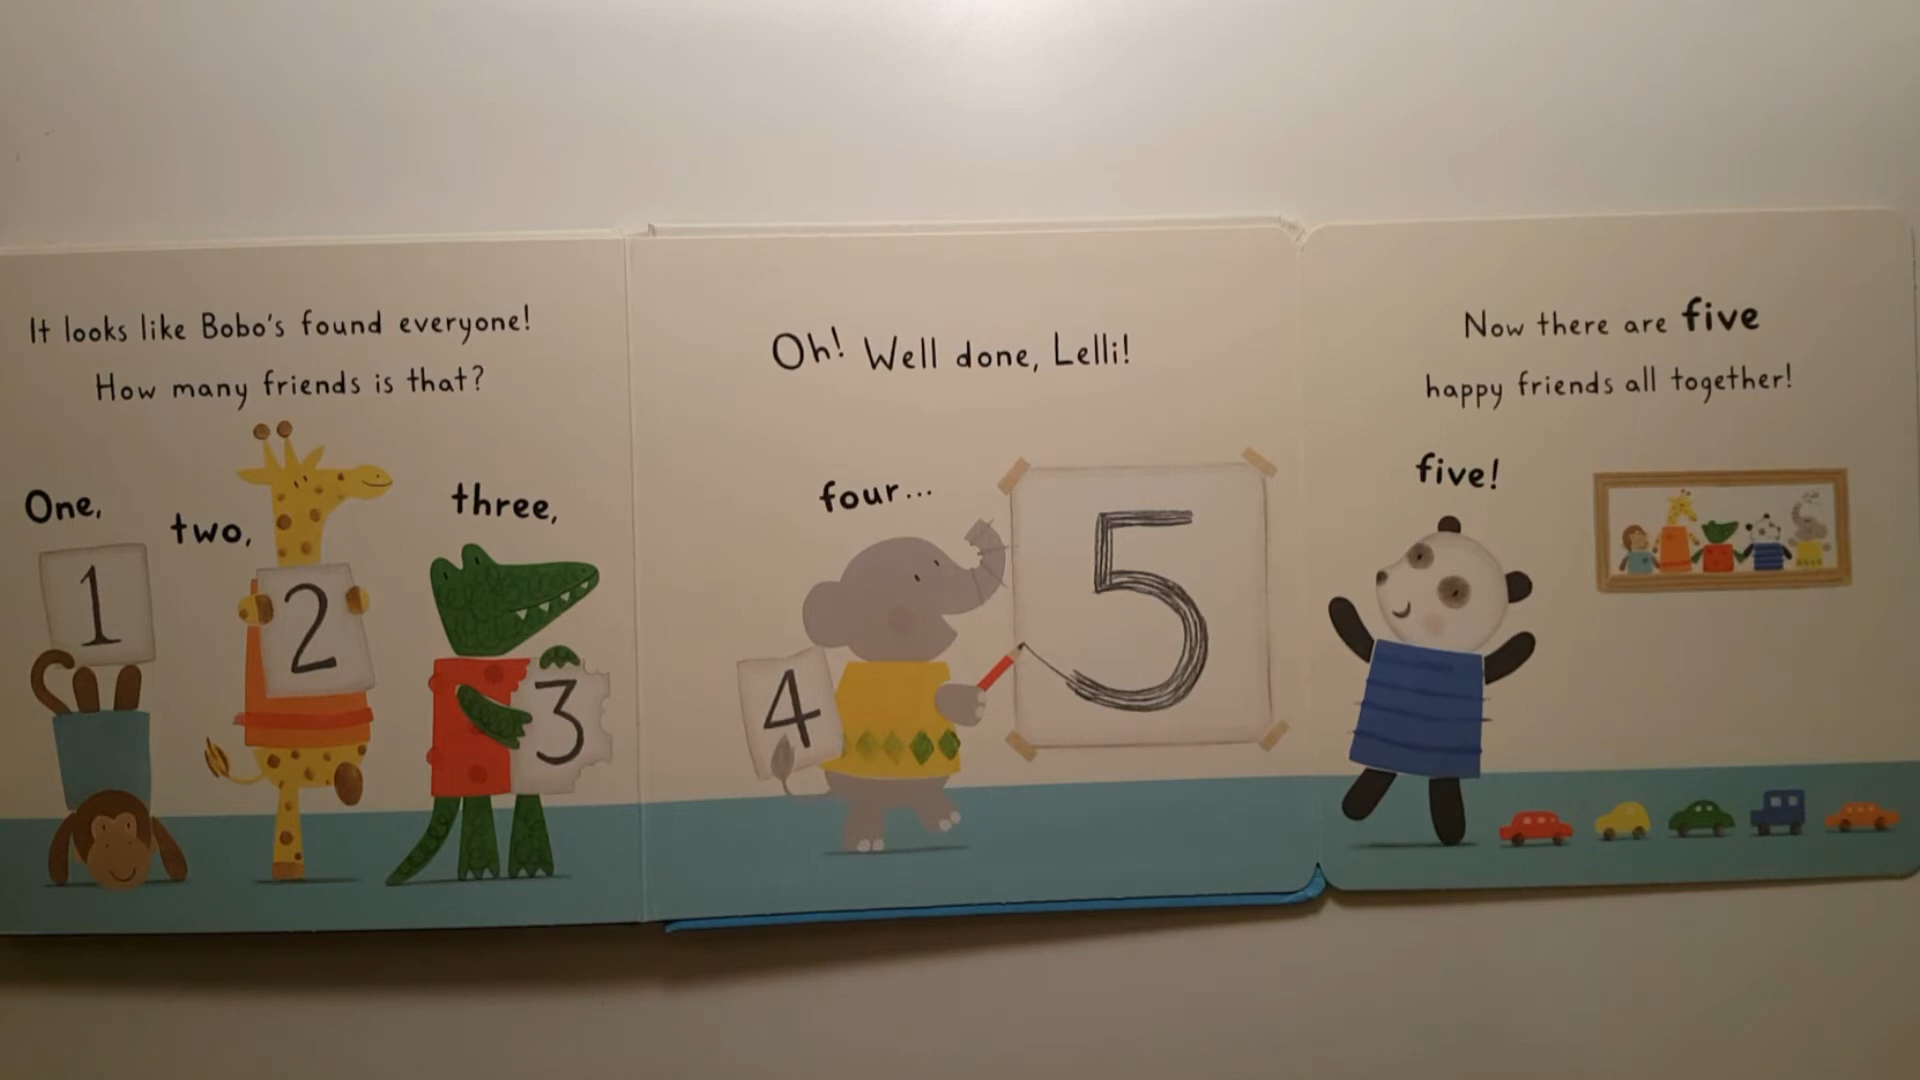 It looks like Bobo's found everyone!
How many friends is that?
One,
two,
three,
1
2
3
Oh! Well done, Lelli!
four...
4
5
Now there are five
happy friends all together!
five!